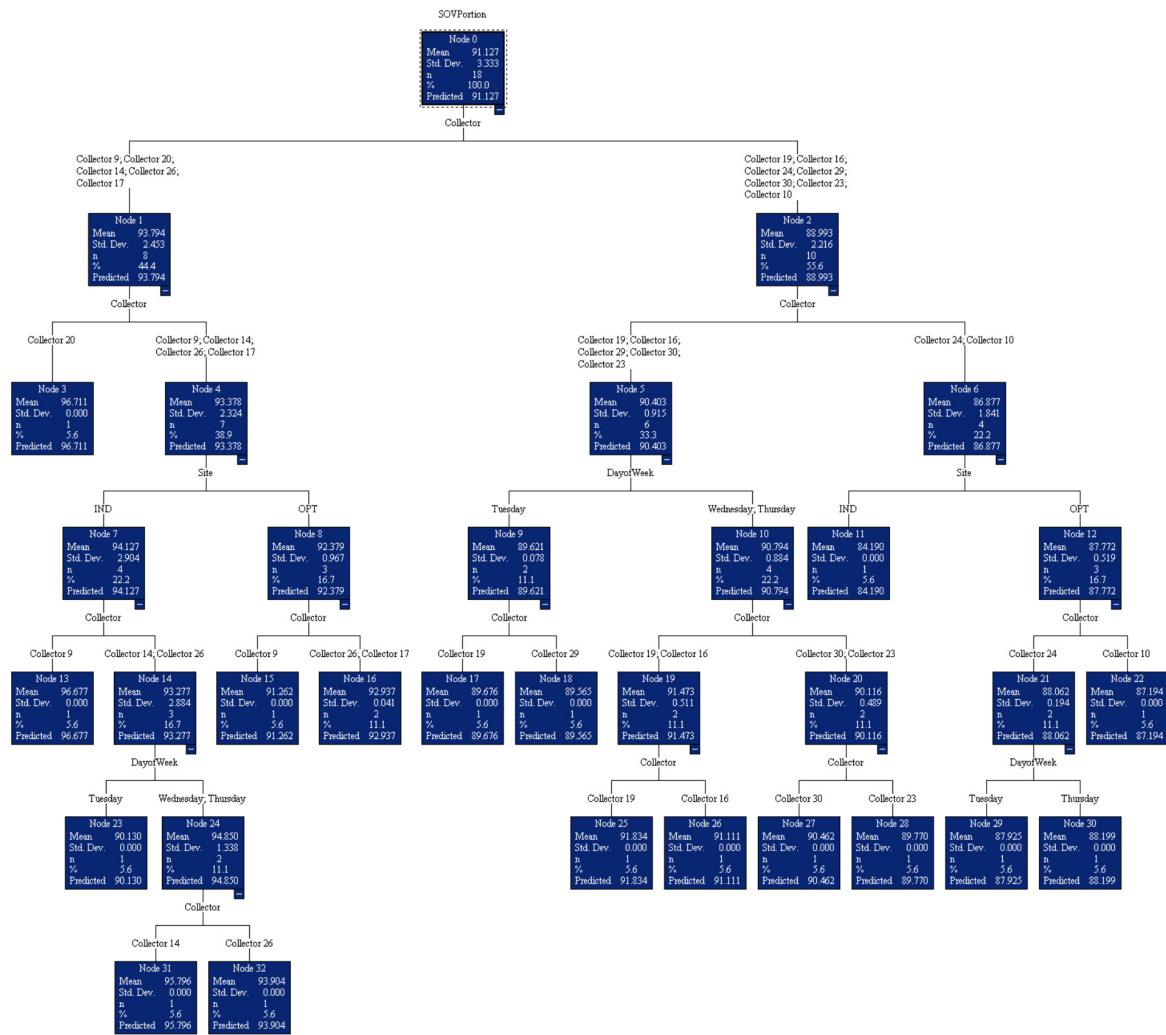 SOVPortion
Node 0
Mean 91.127
Std. Dev. 3.333
n 18
% 100.0
Predicted 91.127
Collector
Collector 9; Collector 20;
Collector 14; Collector 26;
Collector 17
Collector 19; Collector 16;
Collector 24; Collector 29;
Collector 30; Collector 23;
Collector 10
Node 1
Mean 93.794
Std. Dev. 2.453
n 8
% 44.4
Predicted 93.794
Node 2
Mean 88.993
Std. Dev. 2.216
n 10
% 55.6
Predicted 88.993
Collector
Collector
Collector 20
Collector 9; Collector 14;
Collector 26; Collector 17
Collector 19; Collector 16;
Collector 29; Collector 30;
Collector 23
Collector 24; Collector 10
Node 3
Mean 96.711
Std. Dev. 0.000
n 1
% 5.6
Predicted 96.711
Node 4
Mean 93.378
Std. Dev. 2.324
n 7
% 38.9
Predicted 93.378
Node 5
Mean 90.403
Std. Dev. 0.915
n 6
% 33.3
Predicted 90.403
Node 6
Mean 86.877
Std. Dev. 1.841
n 4
% 22.2
Predicted 86.877
Site
DayofWeek
Site
IND
OPT
Tuesday
Wednesday; Thursday
IND
OPT
Node 7
Mean 94.127
Std. Dev. 2.904
n 4
% 22.2
Predicted 94.127
Node 8
Mean 92.379
Std. Dev. 0.967
n 3
% 16.7
Predicted 92.379
Node 9
Mean 89.621
Std. Dev. 0.078
n 2
% 11.1
Predicted 89.621
Node 10
Mean 90.794
Std. Dev. 0.884
n 4
% 22.2
Predicted 90.794
Node 11
Mean 84.190
Std. Dev. 0.000
n 1
% 5.6
Predicted 84.190
Node 12
Mean 87.772
Std. Dev. 0.519
n 3
% 16.7
Predicted 87.772
Collector
Collector
Collector
Collector
Collector
Collector 9
Collector 14; Collector 26
Collector 9
Collector 26; Collector 17
Collector 19
Collector 29
Collector 19; Collector 16
Collector 30; Collector 23
Collector 24
Collector 10
Node 13
Mean 96.677
Std. Dev. 0.000
n 1
% 5.6
Predicted 96.677
Node 14
Mean 93.277
Std. Dev. 2.884
n 3
% 16.7
Predicted 93.277
Node 15
Mean 91.262
Std. Dev. 0.000
n 1
% 5.6
Predicted 91.262
Node 16
Mean 92.937
Std. Dev. 0.041
n 2
% 11.1
Predicted 92.937
Node 17
Mean 89.676
Std. Dev. 0.000
n 1
% 5.6
Predicted 89.676
Node 18
Mean 89.565
Std. Dev. 0.000
n 1
% 5.6
Predicted 89.565
Node 19
Mean 91.473
Std. Dev. 0.511
n 2
% 11.1
Predicted 91.473
Node 20
Mean 90.116
Std. Dev. 0.489
n 2
% 11.1
Predicted 90.116
Node 21
Mean 88.062
Std. Dev. 0.194
n 2
% 11.1
Predicted 88.062
Node 22
Mean 87.194
Std. Dev. 0.000
n 1
% 5.6
Predicted 87.194
DayofWeek
Collector
Collector
DayofWeek
Tuesday
Wednesday; Thursday
Collector 19
Collector 16
Collector 30
Collector 23
Tuesday
Thursday
Node 23
Mean 90.130
Std. Dev. 0.000
n 1
% 5.6
Predicted 90.130
Node 24
Mean 94.850
Std. Dev. 1.338
n 2
% 11.1
Predicted 94.850
Node 25
Mean 91.834
Std. Dev. 0.000
n 1
% 5.6
Predicted 91.834
Node 26
Mean 91.111
Std. Dev. 0.000
n 1
% 5.6
Predicted 91.111
Node 27
Mean 90.462
Std. Dev. 0.000
n 1
% 5.6
Predicted 90.462
Node 28
Mean 89.770
Std. Dev. 0.000
n 1
% 5.6
Predicted 89.770
Node 29
Mean 87.925
Std. Dev. 0.000
n 1
% 5.6
Predicted 87.925
Node 30
Mean 88.199
Std. Dev. 0.000
n 1
% 5.6
Predicted 88.199
Collector
Collector 14
Collector 26
Node 31
Mean 95.796
Std. Dev. 0.000
n 1
% 5.6
Predicted 95.796
Node 32
Mean 93.904
Std. Dev. 0.000
n 1
% 5.6
Predicted 93.904